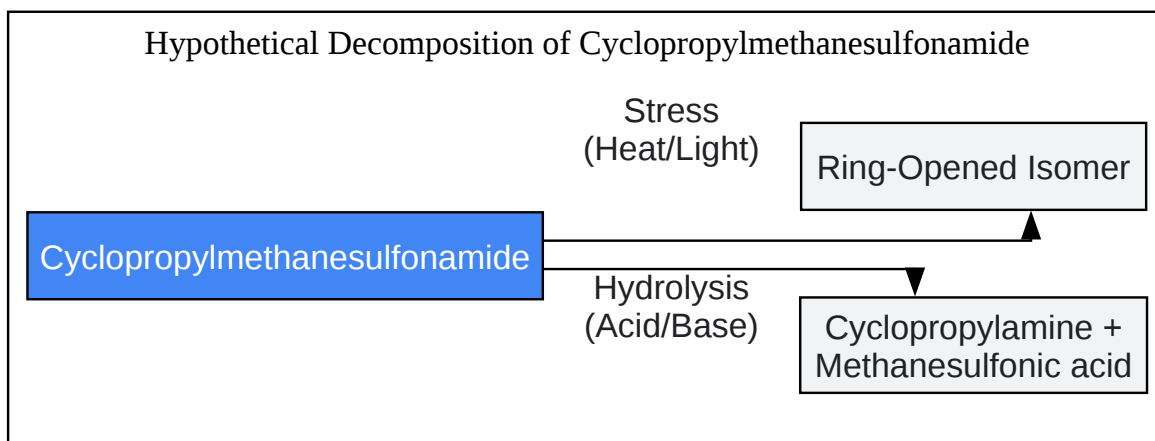 Hypothetical Decomposition of Cyclopropylmethanesulfonamide
Stress
(Heat/Light)
Ring-Opened Isomer
Cyclopropylmethanesulfonamide
Hydrolysis
(Acid/Base)
Cyclopropylamine +
Methanesulfonic acid